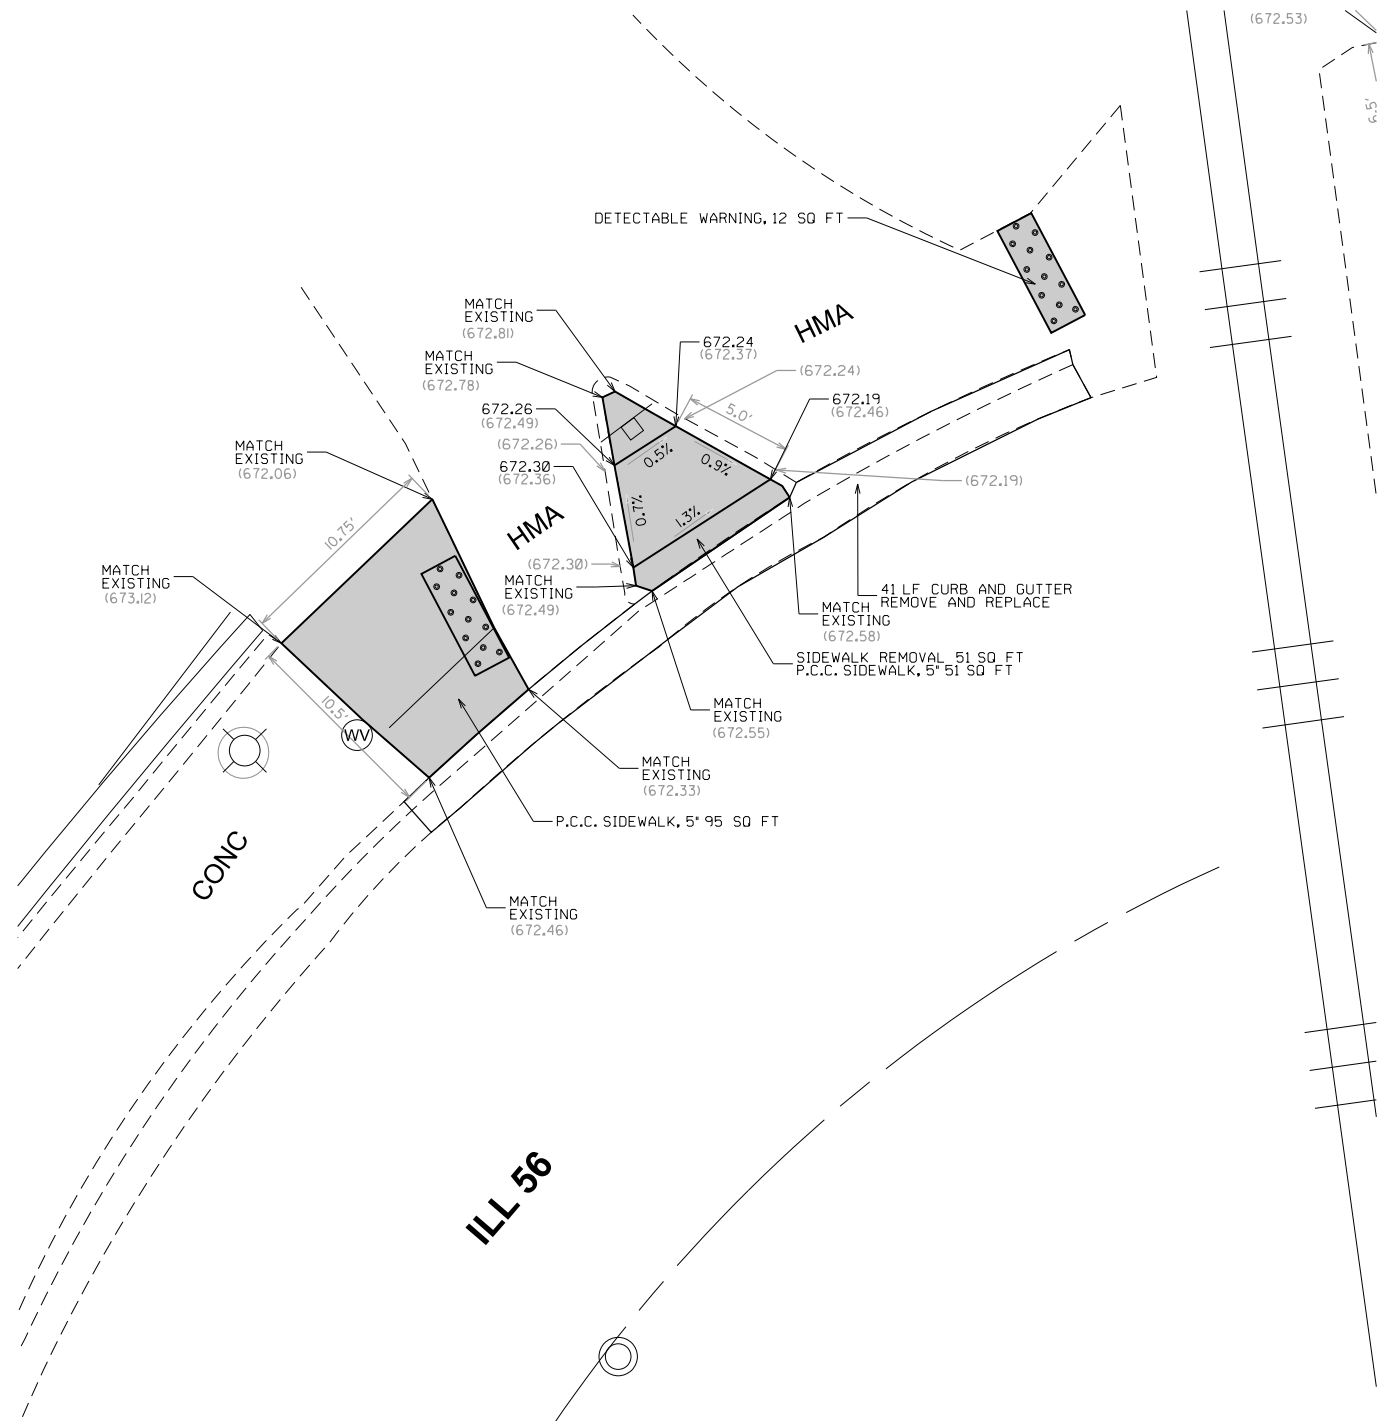 (672.53)
6.5'
DETECTABLE WARNING, 12 SQ FT
MATCH
EXISTING
(672.81)
HMA
672.24
(672.37)
MATCH
EXISTING
(672.78)
(672.24)
672.19
(672.46)
5.0'
672.26
(672.49)
(672.26)
672.30
(672.36)
0.5%
0.9%
0.7%
1.3%
(672.19)
MATCH
EXISTING
(672.06)
10.75'
HMA
(672.30)
MATCH
EXISTING
(672.49)
MATCH
EXISTING
(673.12)
41 LF CURB AND GUTTER
REMOVE AND REPLACE
MATCH
EXISTING
(672.58)
SIDEWALK REMOVAL 51 SQ FT
P.C.C. SIDEWALK, 5" 51 SQ FT
10.5'
WV
MATCH
EXISTING
(672.55)
MATCH
EXISTING
(672.33)
P.C.C. SIDEWALK, 5" 95 SQ FT
CONC
MATCH
EXISTING
(672.46)
ILL 56